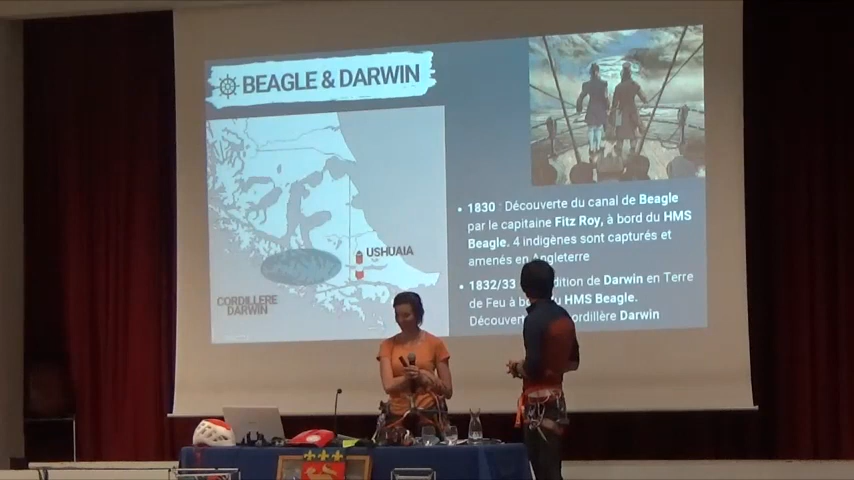 BEAGLE & DARWIN
USHUAIA
CORDILLERE
DARWIN
• 1830 : Découverte du canal de Beagle
par le capitaine Fitz Roy, à bord du HMS
Beagle. 4 indigènes sont capturés et
amenés en Angleterre
• 1832/33 dition de Darwin en Terre
de Feu à bo du HMS Beagle.
Découver ordillère Darwin